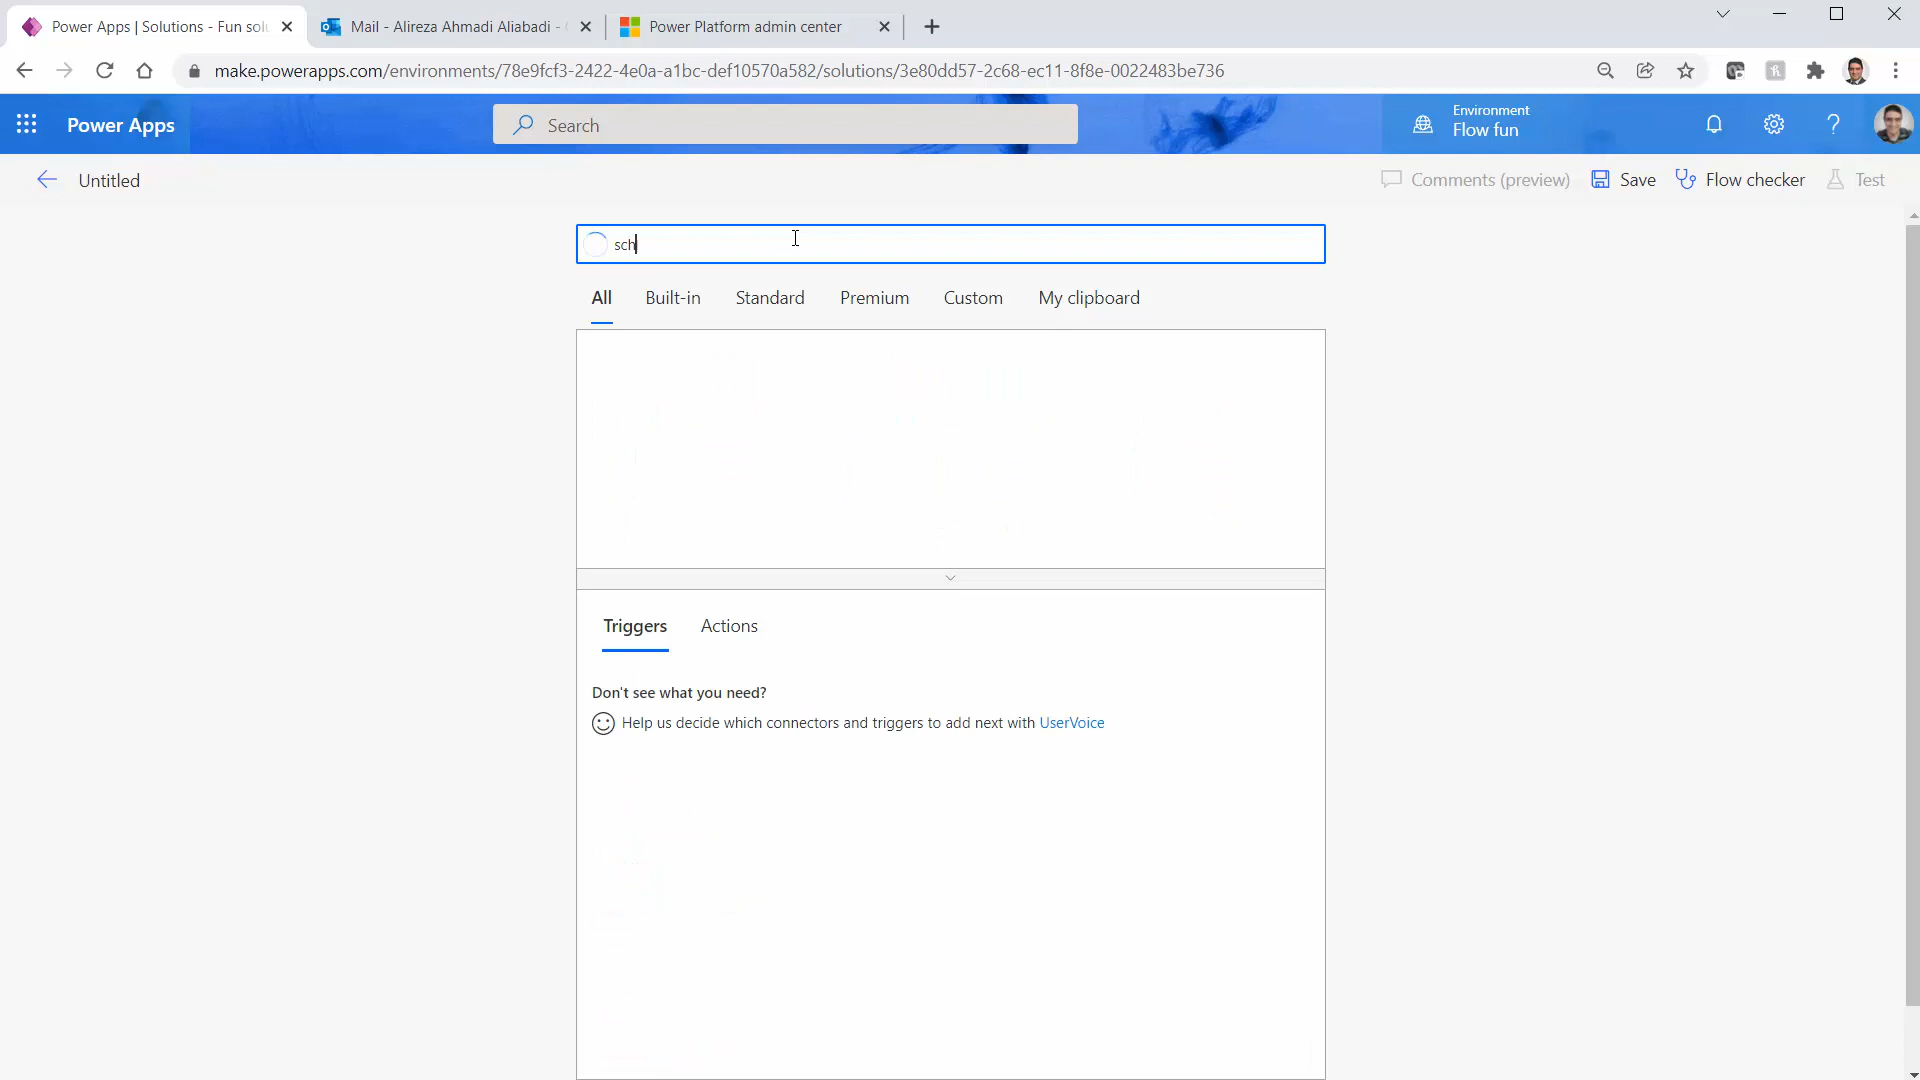 Power Apps | Solutions - Fun solu
Mail - Alireza Ahmadi Aliabadi -
Power Platform admin center
make.powerapps.com/environments/78e9fcf3-2422-4e0a-a1bc-def10570a582/solutions/3e80dd57-2c68-ec11-8f8e-0022483be736
Power Apps
Search
Environment
Flow fun
Untitled
Comments (preview)
Save
Flow checker
Test
sch
All
Built-in
Standard
Premium
Custom
My clipboard
Triggers
Actions
Don't see what you need?
Help us decide which connectors and triggers to add next with UserVoice